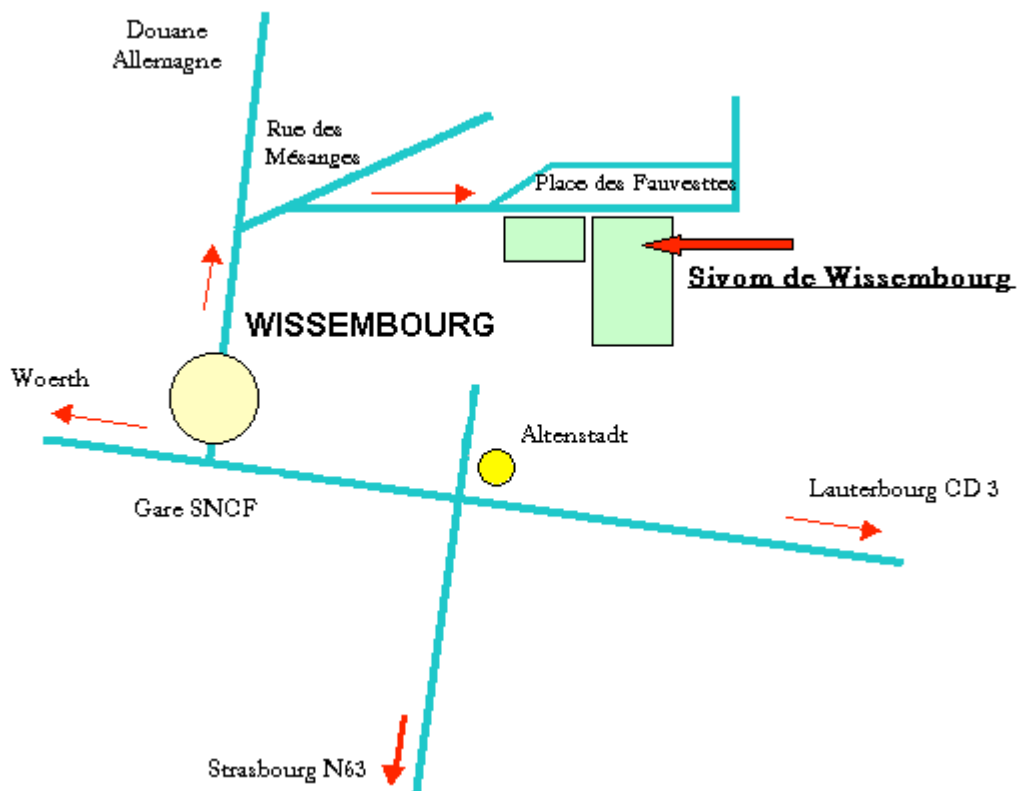 Douane
Allemagne
Rue des
Mésanges
Place des Fauvesttes
Sivom de Wissembourg
WISSEMBOURG
Woerth
Altenstadt
Lauterbourg CD 3
Gare SNCF
Strasbourg N63